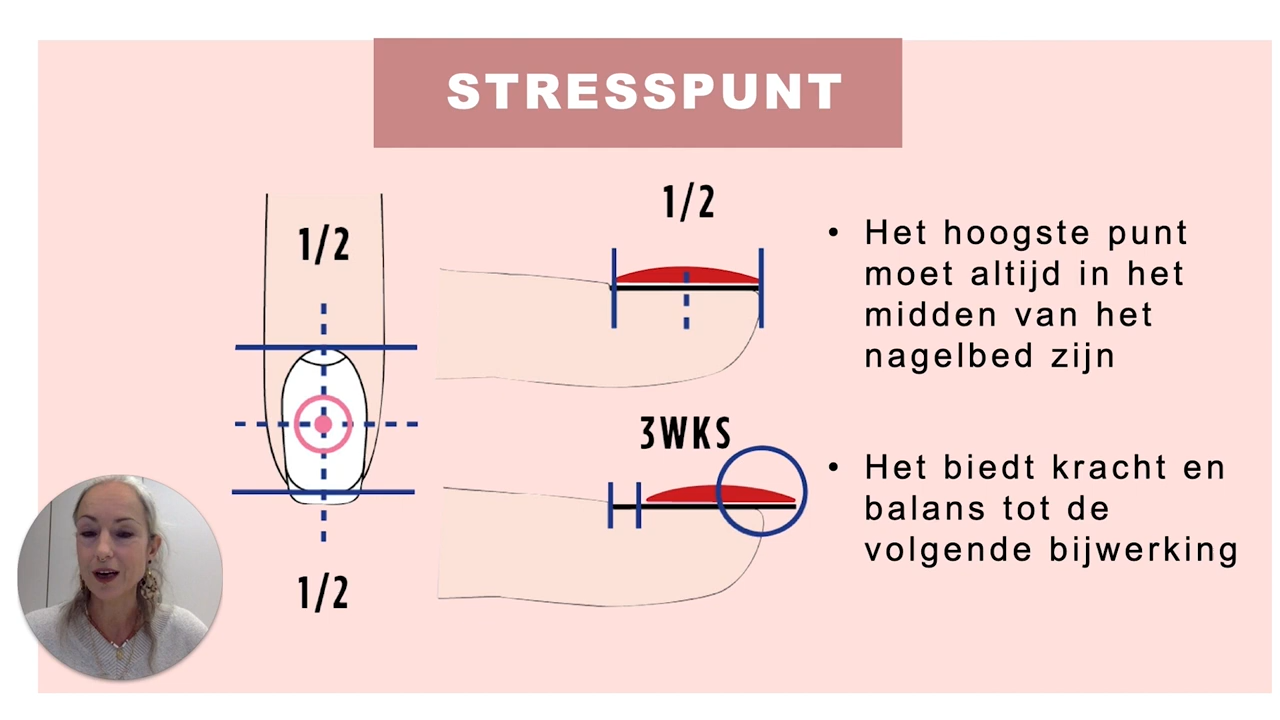 STRESSPUNT
1/2
1/2
1/2
3WKS
• Het hoogste punt
moet altijd in het
midden van het
nagelbed zijn
• Het biedt kracht en
balans tot de
volgende bijwerking